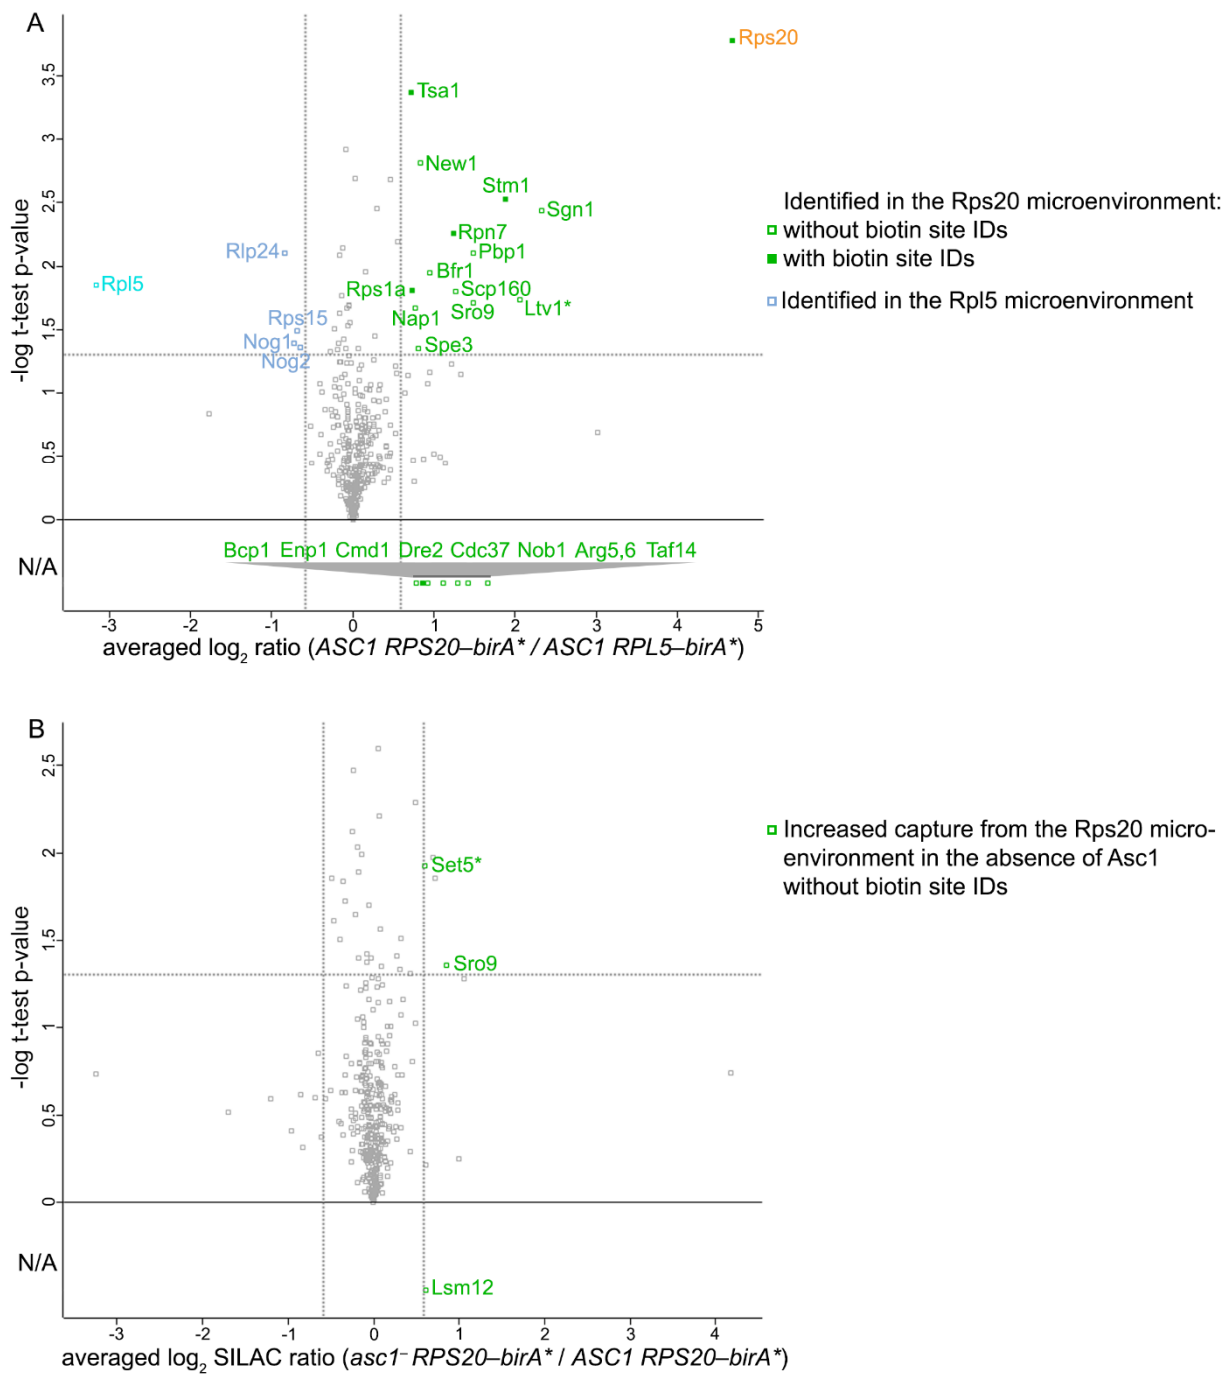 A
Rps20
3.5
Tsa1
3
New1
Stm1
2.5
Sgn1
Rpn7
Rlp24
Pbp1
2
Bfr1
Rpl5
Rps1a
Scp160
Ltv1*
Nap1
Sro9
Rps15
1.5
Nog1
Spe3
Nog2
1
0.5
0
-log t-test p-value
Identified in the Rps20 microenvironment:
without biotin site IDs
with biotin site IDs
Identified in the Rpl5 microenvironment
Bcp1 Enp1 Cmd1 Dre2 Cdc37 Nob1 Arg5,6 Taf14
N/A
-3 -2 -1 0 1 2 3 4 5
averaged log2 ratio (ASC1 RPS20–birA* / ASC1 RPL5–birA*)
B
2.5
2
Set5*
1.5
Sro9
1
0.5
0
-log t-test p-value
Increased capture from the Rps20 micro-
environment in the absence of Asc1
without biotin site IDs
N/A
Lsm12
-3 -2 -1 0 1 2 3 4
averaged log2 SILAC ratio (asc1– RPS20–birA* / ASC1 RPS20–birA*)